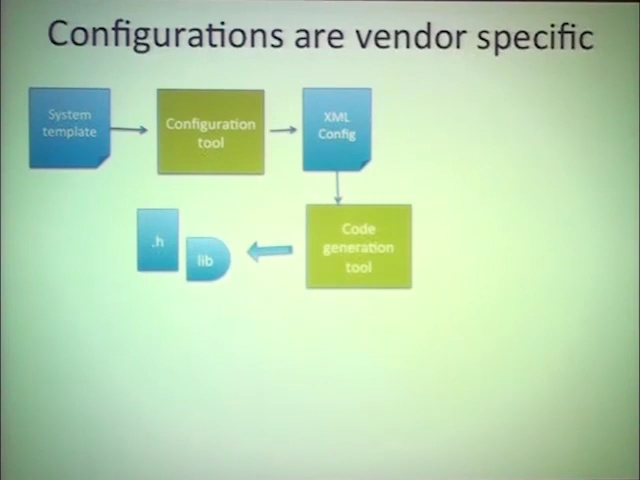 Configurations are vendor specific
System
template
Configuration
tool
XML
Config
Code
generation
tool
.h
lib